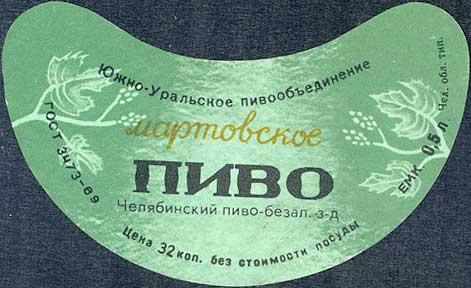 Южно-Уральское пивообъединение
мартовское
ПИВО
Челябинский пиво-безал. з-д
Цена 32 коп. без стоимости посуды
ГОСТ 3473-69
ЕМК. 0,5 л
Чел. обл. тип.